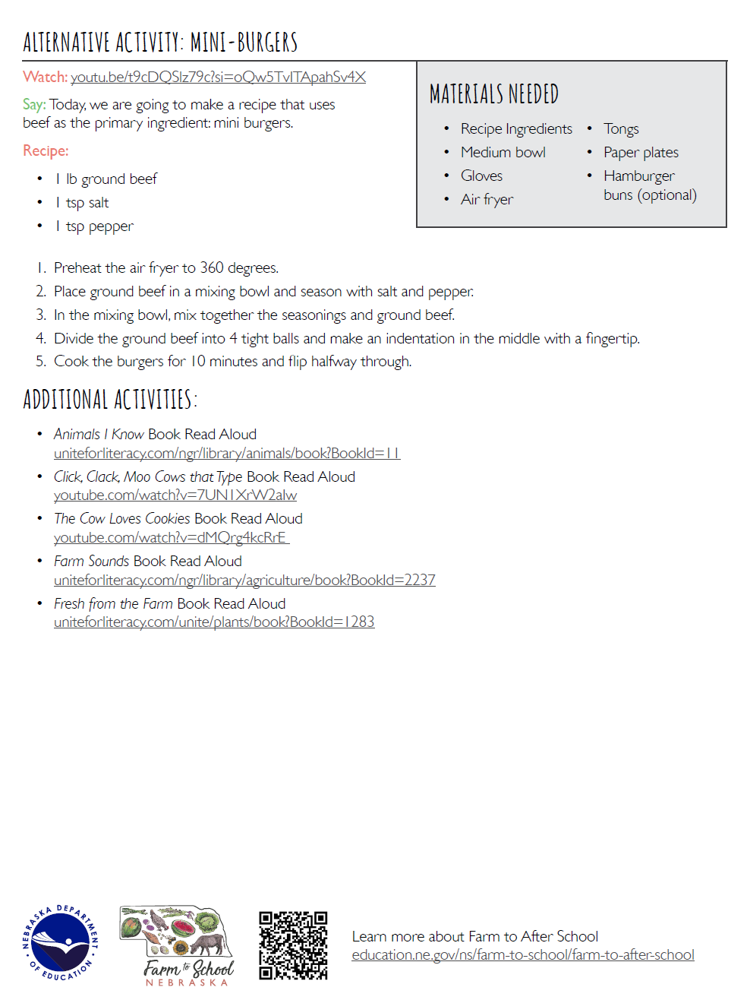 ALTERNATIVE ACTIVITY: MINI-BURGERS
Watch: youtu.be/t9cDQSlz79c?si=oQw5TvITApahSv4X
Say: Today, we are going to make a recipe that uses
beef as the primary ingredient: mini burgers.
Recipe:
• 1 lb ground beef
• 1 tsp salt
• 1 tsp pepper
MATERIALS NEEDED
• Recipe Ingredients
• Medium bowl
• Gloves
• Air fryer
• Tongs
• Paper plates
• Hamburger
buns (optional)
1. Preheat the air fryer to 360 degrees.
2. Place ground beef in a mixing bowl and season with salt and pepper.
3. In the mixing bowl, mix together the seasonings and ground beef.
4. Divide the ground beef into 4 tight balls and make an indentation in the middle with a fingertip.
5. Cook the burgers for 10 minutes and flip halfway through.
ADDITIONAL ACTIVITIES:
• Animals I Know Book Read Aloud
uniteforliteracy.com/ngr/library/animals/book?BookId=11
• Click, Clack, Moo Cows that Type Book Read Aloud
youtube.com/watch?v=7UN1XrW2aIw
• The Cow Loves Cookies Book Read Aloud
youtube.com/watch?v=dMQrg4kcRrE
• Farm Sounds Book Read Aloud
uniteforliteracy.com/ngr/library/agriculture/book?BookId=2237
• Fresh from the Farm Book Read Aloud
uniteforliteracy.com/unite/plants/book?BookId=1283
NEBRASKA DEPARTMENT
OF EDUCATION
Farm to School
NEBRASKA
Learn more about Farm to After School
education.ne.gov/ns/farm-to-school/farm-to-after-school